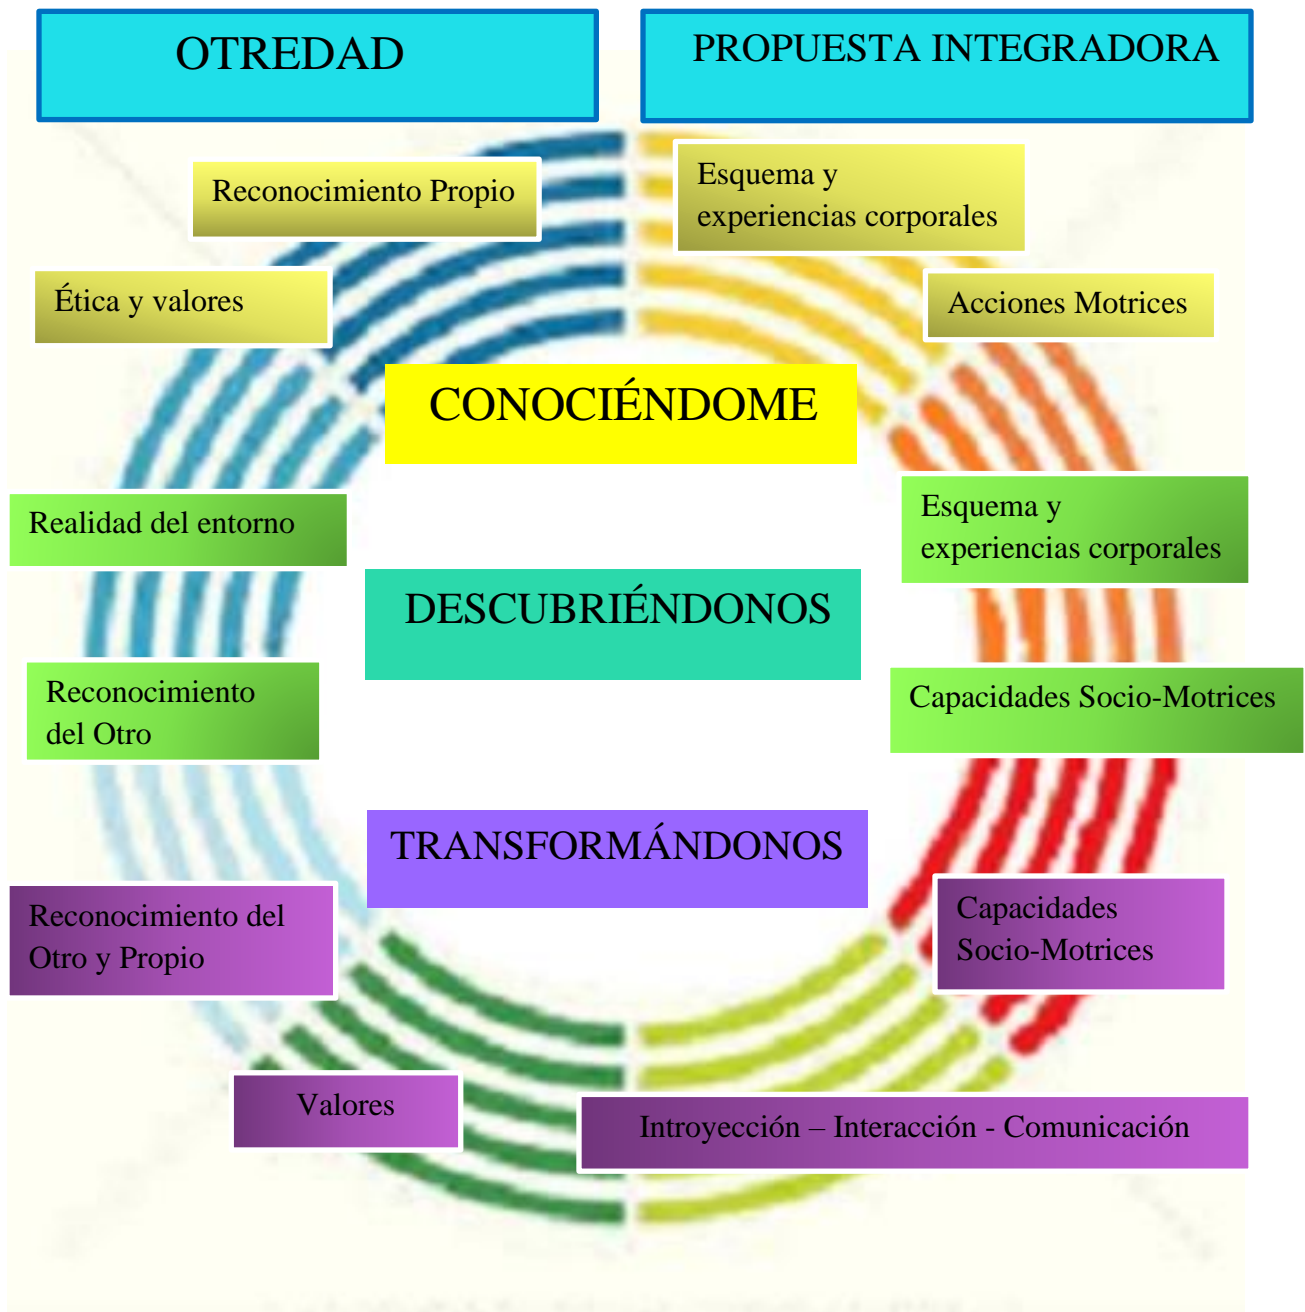 OTREDAD
PROPUESTA INTEGRADORA
Reconocimiento Propio
Esquema y
experiencias corporales
Ética y valores
Acciones Motrices
CONOCIÉNDOME
Realidad del entorno
Esquema y
experiencias corporales
DESCUBRIÉNDONOS
Reconocimiento
del Otro
Capacidades Socio-Motrices
TRANSFORMÁNDONOS
Reconocimiento del
Otro y Propio
Capacidades
Socio-Motrices
Valores
Introyección – Interacción - Comunicación